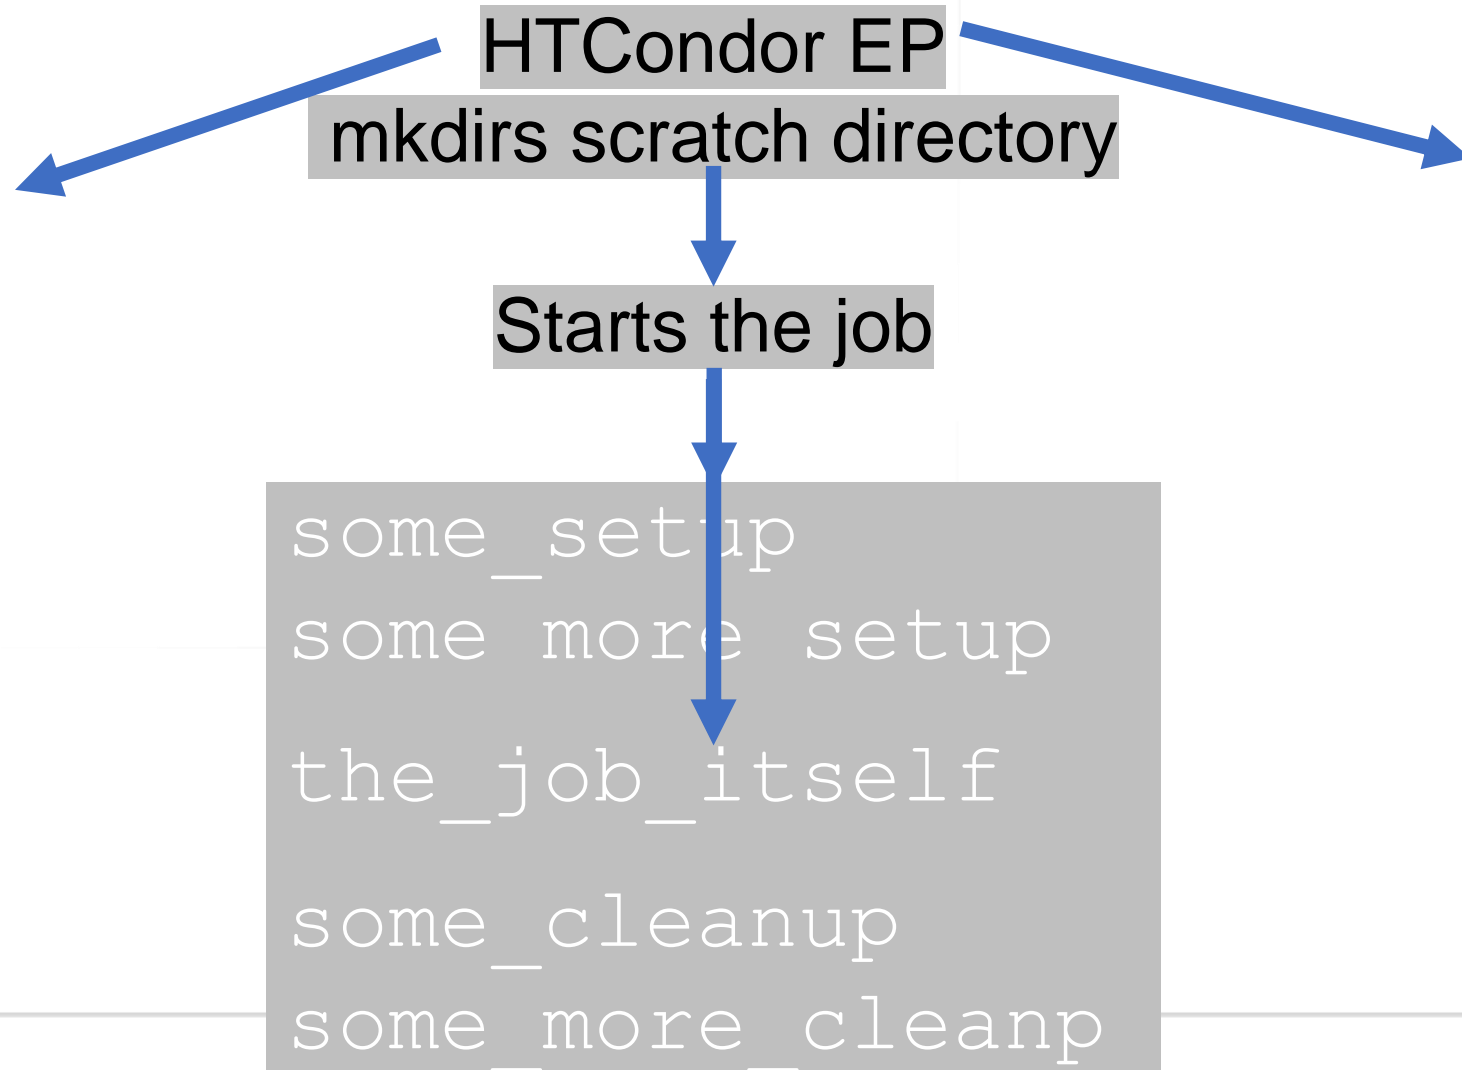 HTCondor EP
mkdirs scratch directory
Starts the job
some_setup
some more setup
the_job_itself
some_cleanup
some_more_cleanp